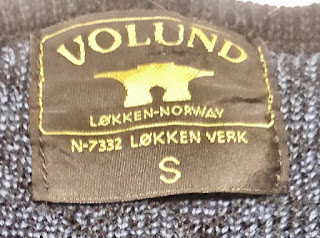 VOLUND
LØKKEN-NORWAY
N-7332 LØKKEN VERK
S